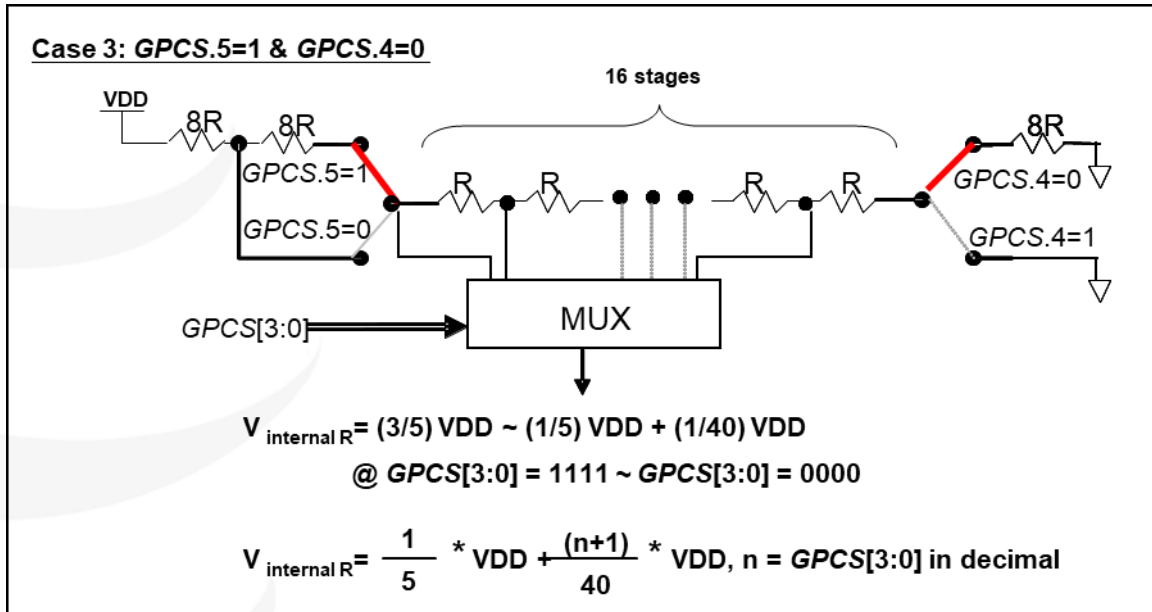 Case 3: GPCS.5=1 & GPCS.4=0
16 stages
VDD
8R 8R 8R
GPCS.5=1
GPCS.4=0
R R R R
GPCS.5=0
GPCS.4=1
MUX
GPCS[3:0]
V internal R = (3/5) VDD ~ (1/5) VDD + (1/40) VDD
@ GPCS[3:0] = 1111 ~ GPCS[3:0] = 0000
V internal R = 1/5 * VDD + (n+1)/40 * VDD, n = GPCS[3:0] in decimal